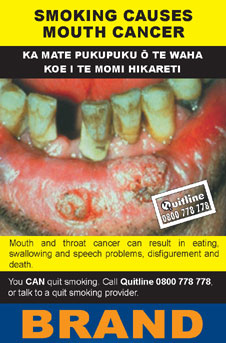 SMOKING CAUSES
MOUTH CANCER
KA MATE PUKUPUKU Ō TE WAHA
KOE I TE MOMI HIKARETI
Quitline
0800 778 778
Mouth and throat cancer can result in eating,
swallowing and speech problems, disfigurement and
death.
You CAN quit smoking. Call Quitline 0800 778 778,
or talk to a quit smoking provider.
BRAND